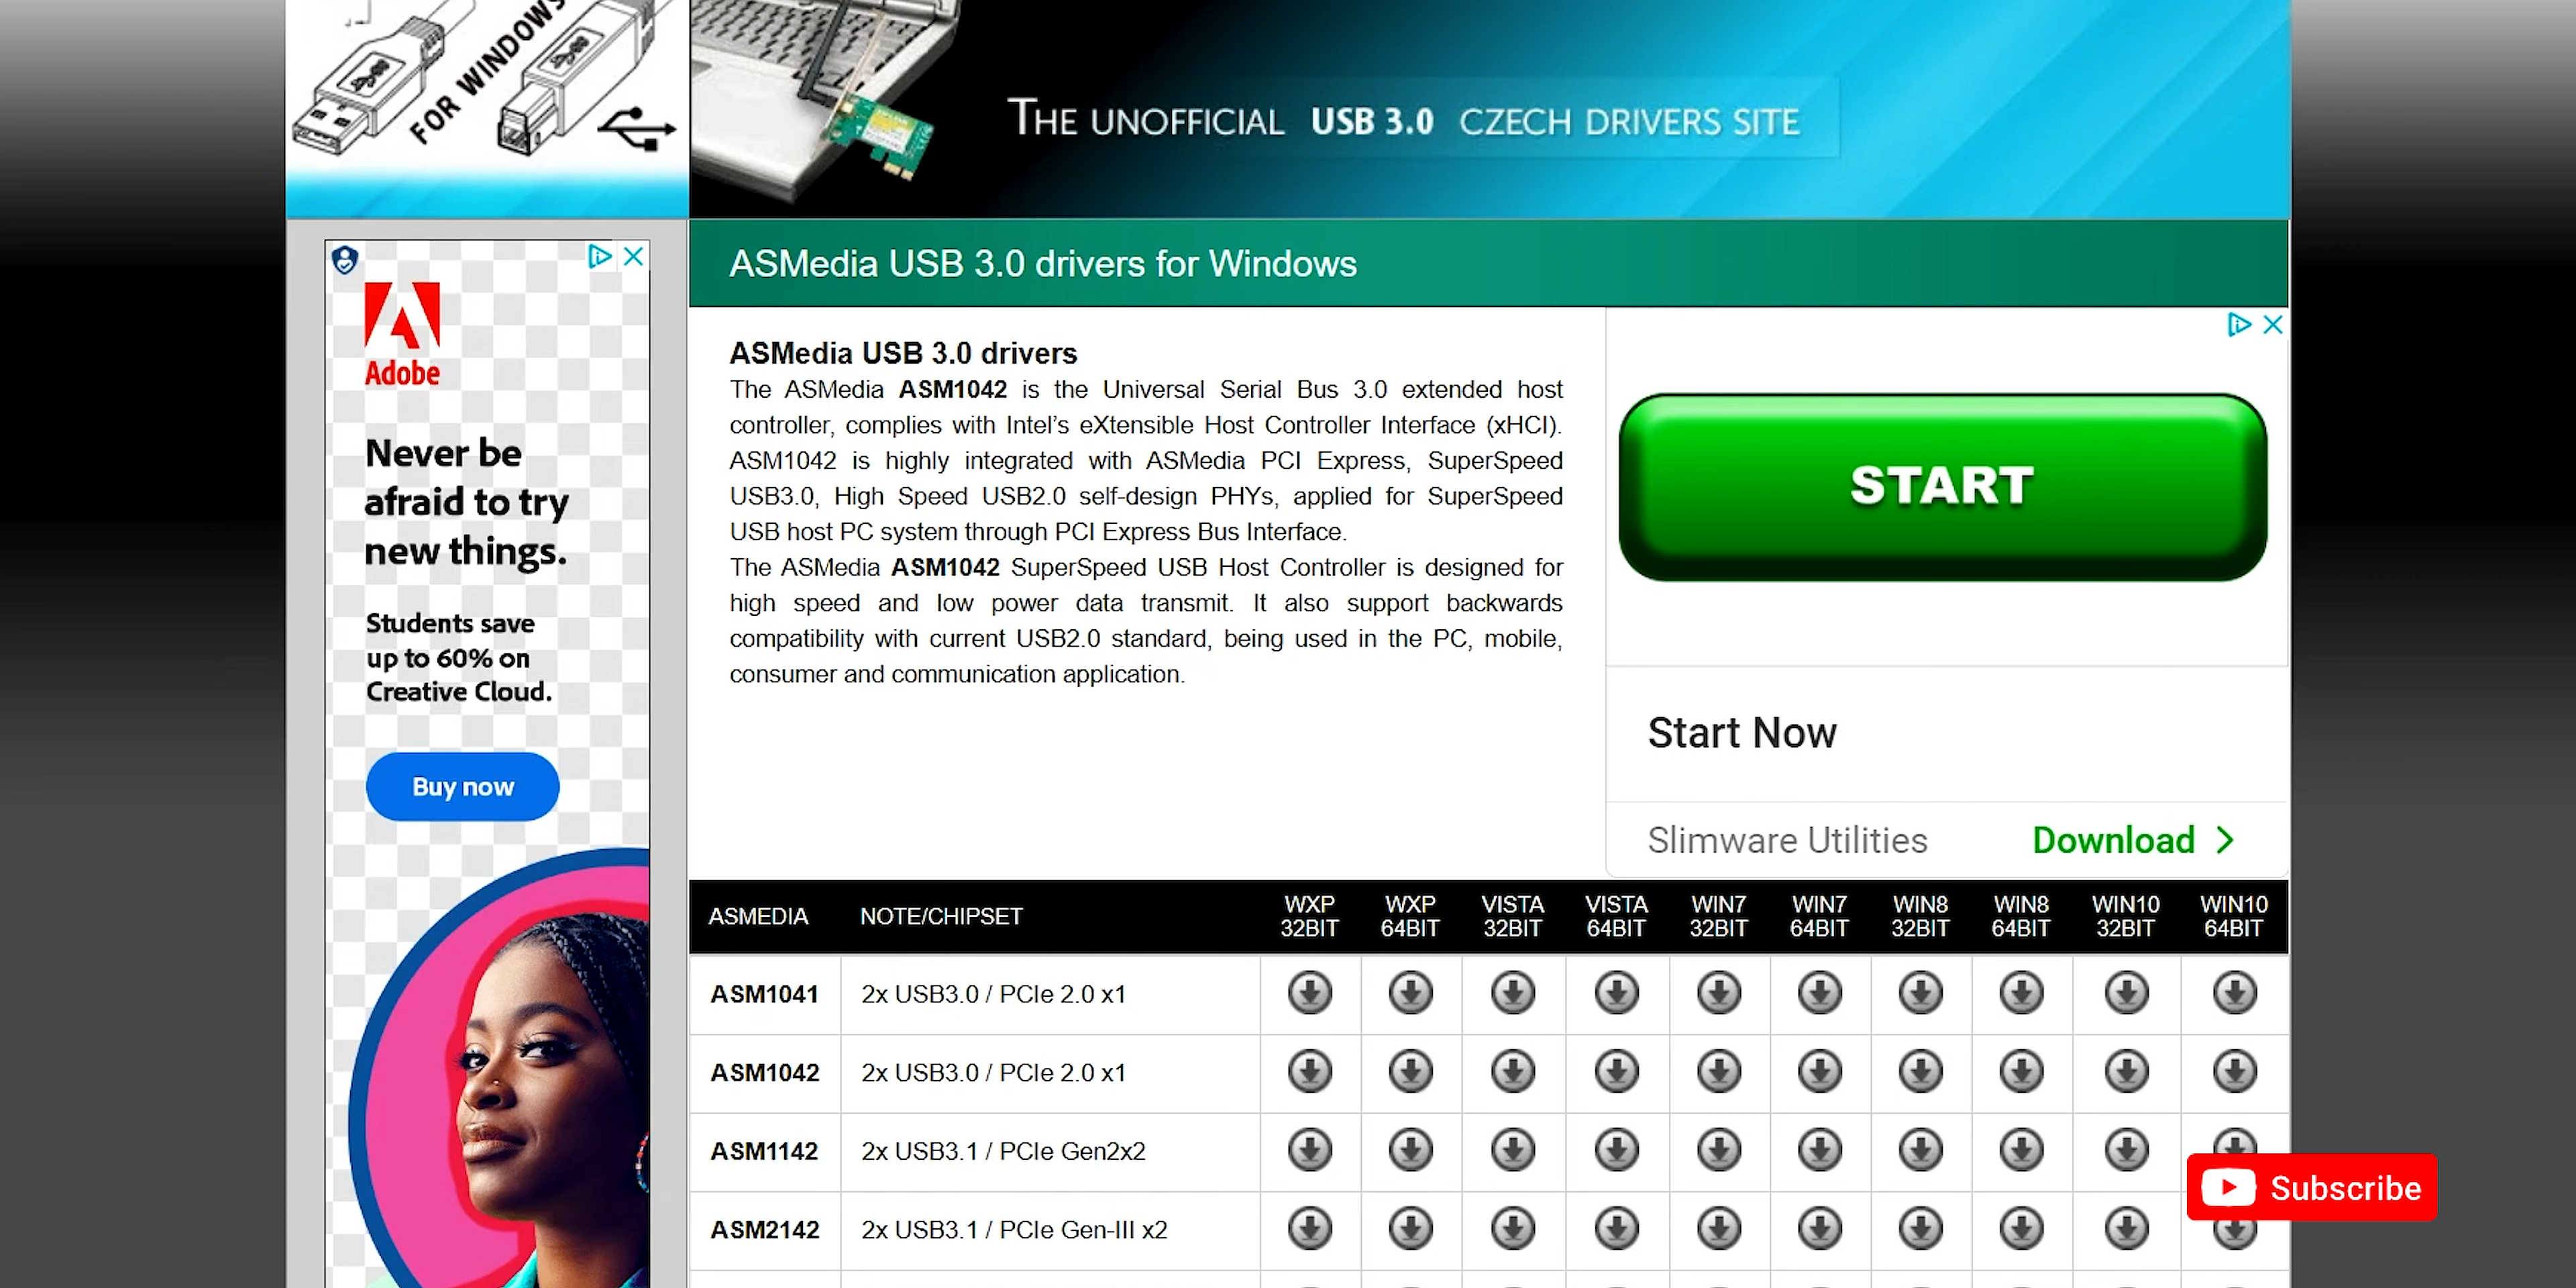 FOR WINDOWS
THE UNOFFICIAL USB 3.0 CZECH DRIVERS SITE
Adobe
Never be
afraid to try
new things.
Students save
up to 60% on
Creative Cloud.
Buy now
ASMedia USB 3.0 drivers for Windows
ASMedia USB 3.0 drivers
The ASMedia ASM1042 is the Universal Serial Bus 3.0 extended host
controller, complies with Intel’s eXtensible Host Controller Interface (xHCI).
ASM1042 is highly integrated with ASMedia PCI Express, SuperSpeed
USB3.0, High Speed USB2.0 self-design PHYs, applied for SuperSpeed
USB host PC system through PCI Express Bus Interface.
The ASMedia ASM1042 SuperSpeed USB Host Controller is designed for
high speed and low power data transmit. It also support backwards
compatibility with current USB2.0 standard, being used in the PC, mobile,
consumer and communication application.
START
Start Now
Slimware Utilities Download
ASMEDIA NOTE/CHIPSET WXP 32BIT WXP 64BIT VISTA 32BIT VISTA 64BIT WIN7 32BIT WIN7 64BIT WIN8 32BIT WIN8 64BIT WIN10 32BIT WIN10 64BIT
ASM1041 2x USB3.0 / PCIe 2.0 x1
ASM1042 2x USB3.0 / PCIe 2.0 x1
ASM1142 2x USB3.1 / PCIe Gen2x2
ASM2142 2x USB3.1 / PCIe Gen-III x2
Subscribe